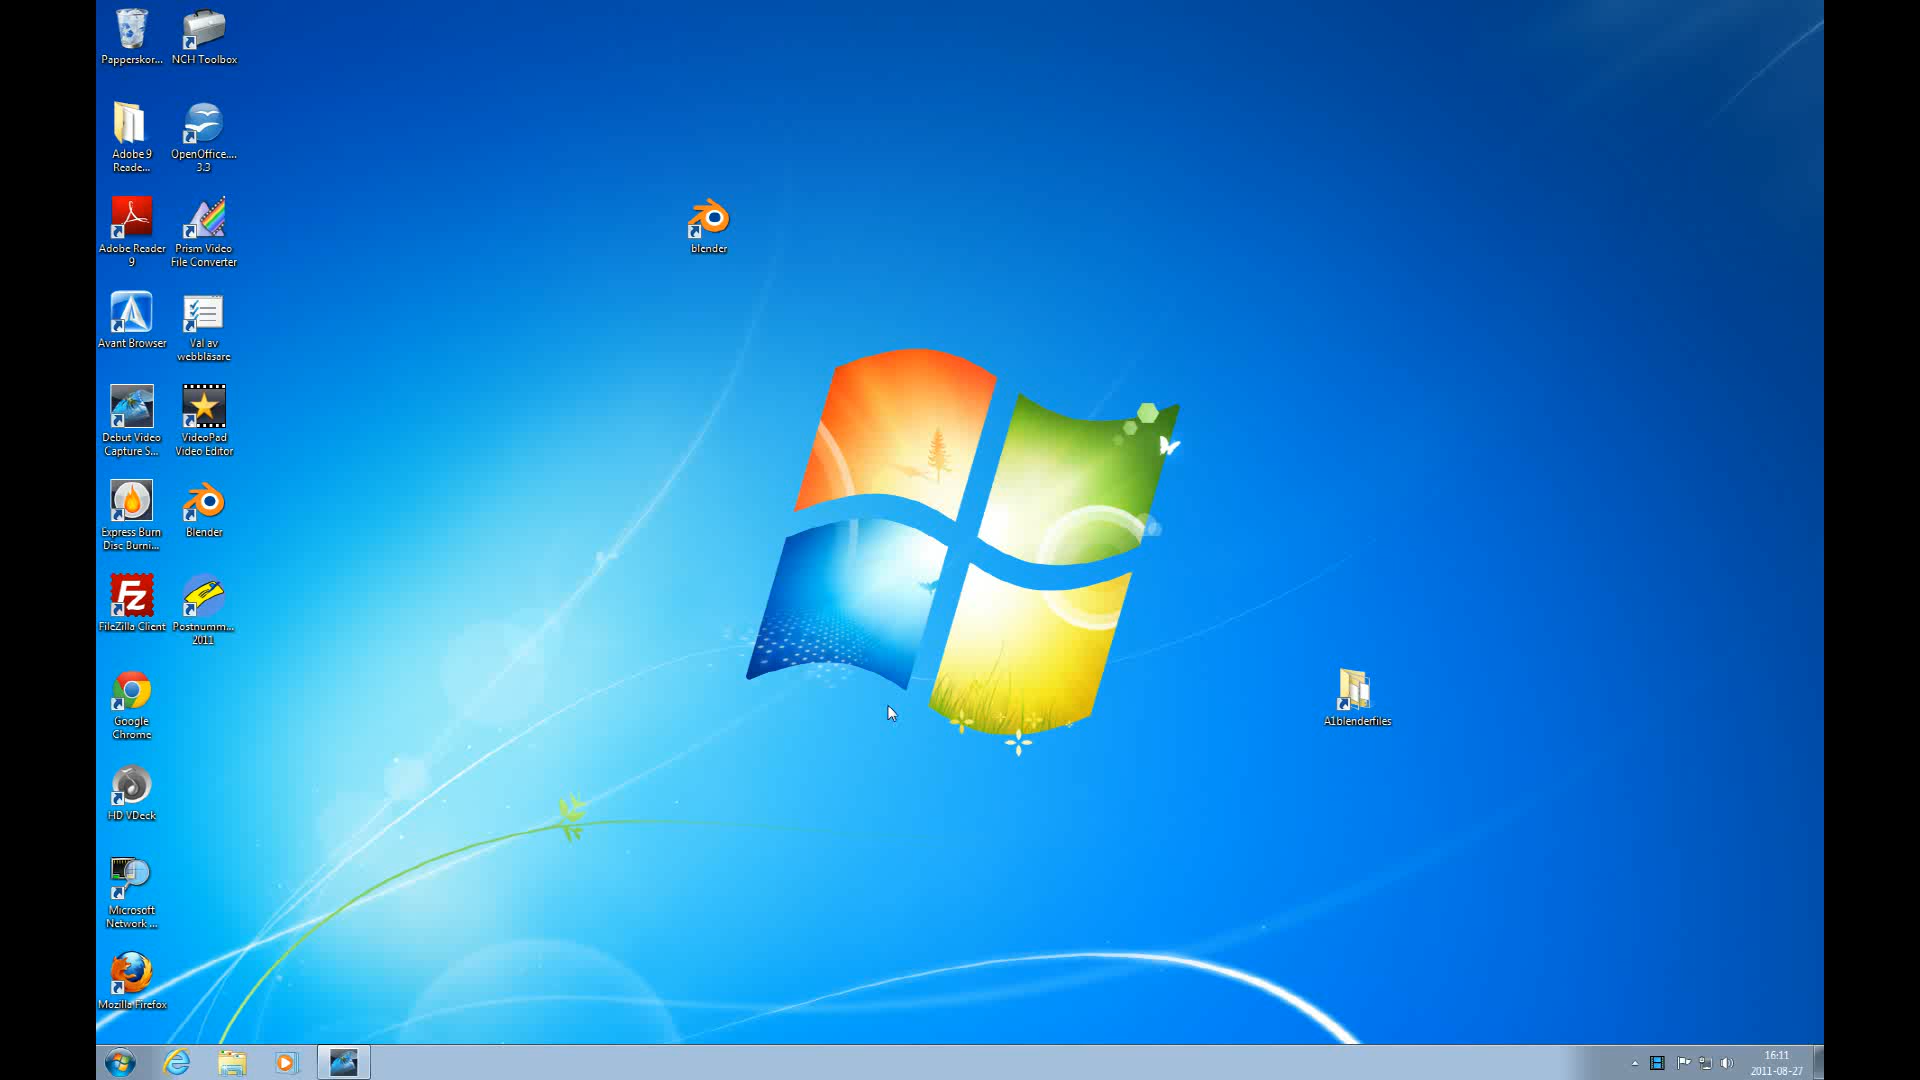 Papperskor...
NCH Toolbox
Adobe 9
Reade...
OpenOffice....
3.3
Adobe Reader
9
Prism Video
File Converter
blender
Avant Browser
Val av
webbläsare
Debut Video
Capture S...
VideoPad
Video Editor
Express Burn
Disc Burni...
Blender
FileZilla Client
Postnumm...
2011
Google
Chrome
A1blenderfiles
HD VDeck
Microsoft
Network ...
Mozilla Firefox
16:11
2011-08-27